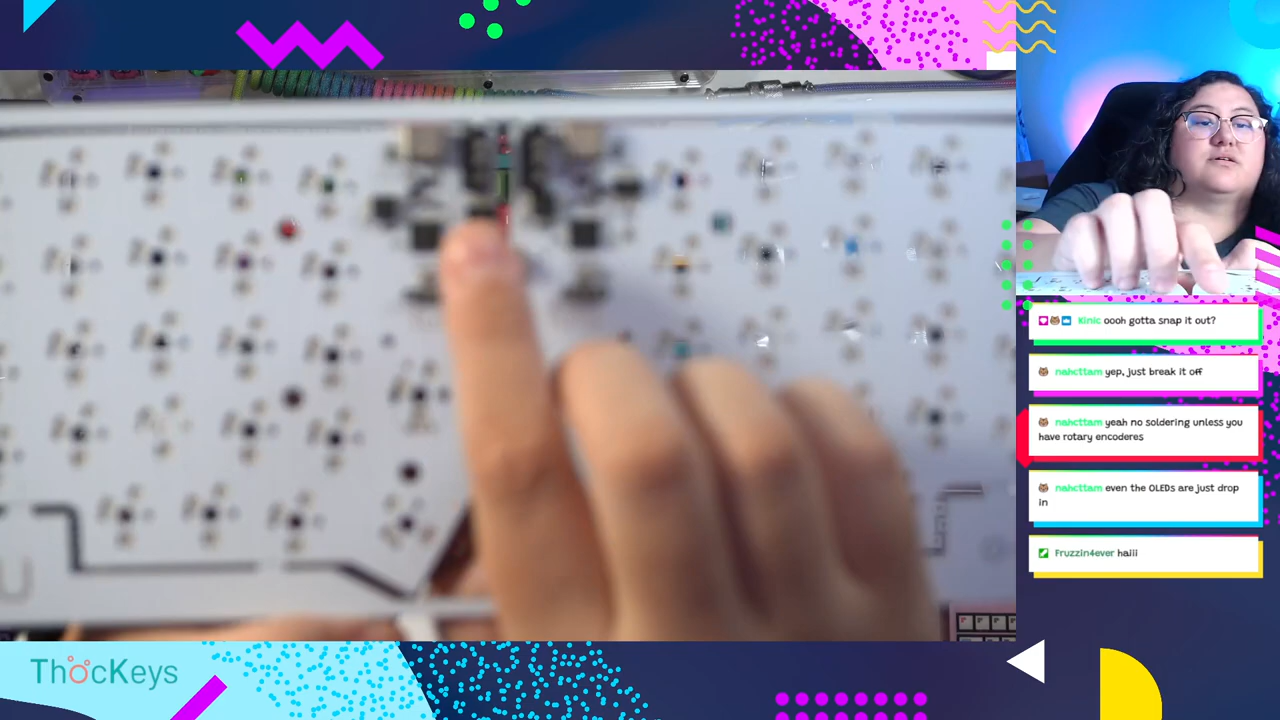 Kinic oooh gotta snap it out?
nahcttam yep, just break it off
nahcttam yeah no soldering unless you
have rotary encoderes
nahcttam even the OLEDs are just drop
in
Fruzzin4ever haiii
ThocKeys